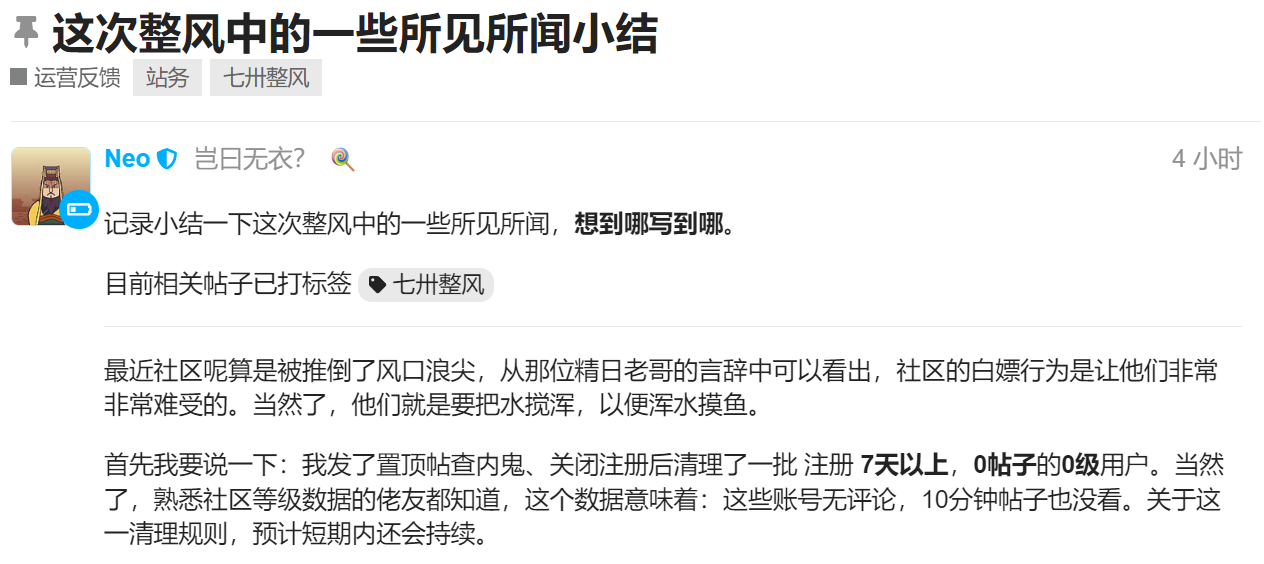 这次整风中的一些所见所闻小结
运营反馈 站务 七卅整风
Neo 岂曰无衣？ 4 小时
记录小结一下这次整风中的一些所见所闻，想到哪写到哪。
目前相关帖子已打标签 七卅整风
最近社区呢算是被推倒了风口浪尖，从那位精日老哥的言辞中可以看出，社区的白嫖行为是让他们非常
非常难受的。当然了，他们就是要把水搅浑，以便浑水摸鱼。
首先我要说一下：我发了置顶帖查内鬼、关闭注册后清理了一批 注册 7天以上，0帖子的0级用户。当然
了，熟悉社区等级数据的佬友都知道，这个数据意味着：这些账号无评论，10分钟帖子也没看。关于这
一清理规则，预计短期内还会持续。